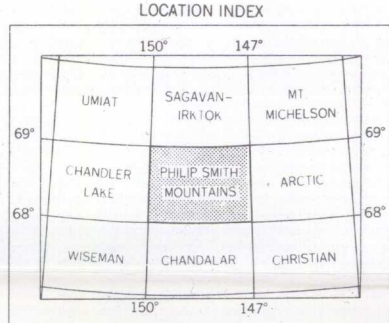 LOCATION INDEX
150° 147°
UMIAT
SAGAVAN-
IRKTOK
MT
MICHELSON
69° 69°
CHANDLER
LAKE
PHILIP SMITH
MOUNTAINS
ARCTIC
68° 68°
WISEMAN CHANDALAR CHRISTIAN
150° 147°